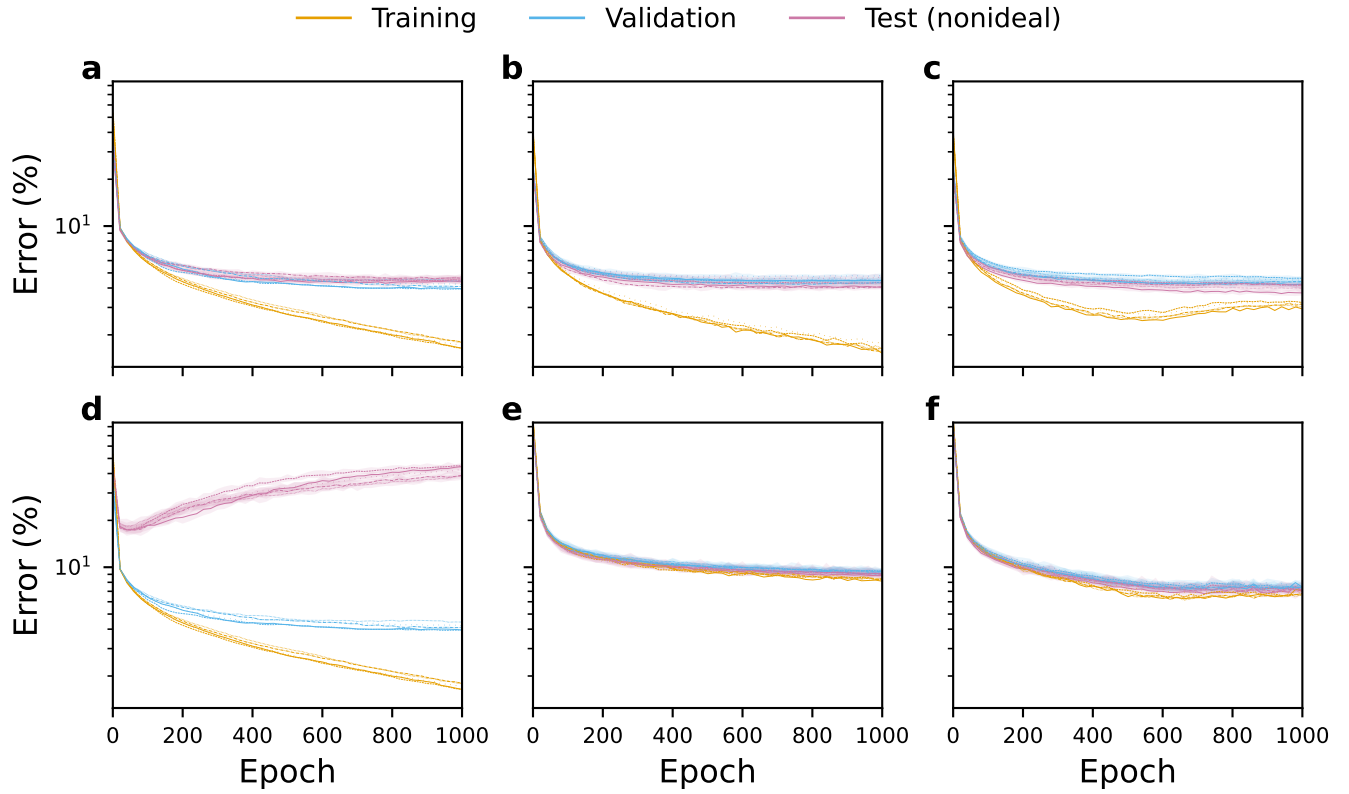 Training Validation Test (nonideal)
a b c
Error (%)
10¹
d e f
Error (%)
10¹
0 200 400 600 800 1000 0 200 400 600 800 1000 0 200 400 600 800 1000
Epoch Epoch Epoch